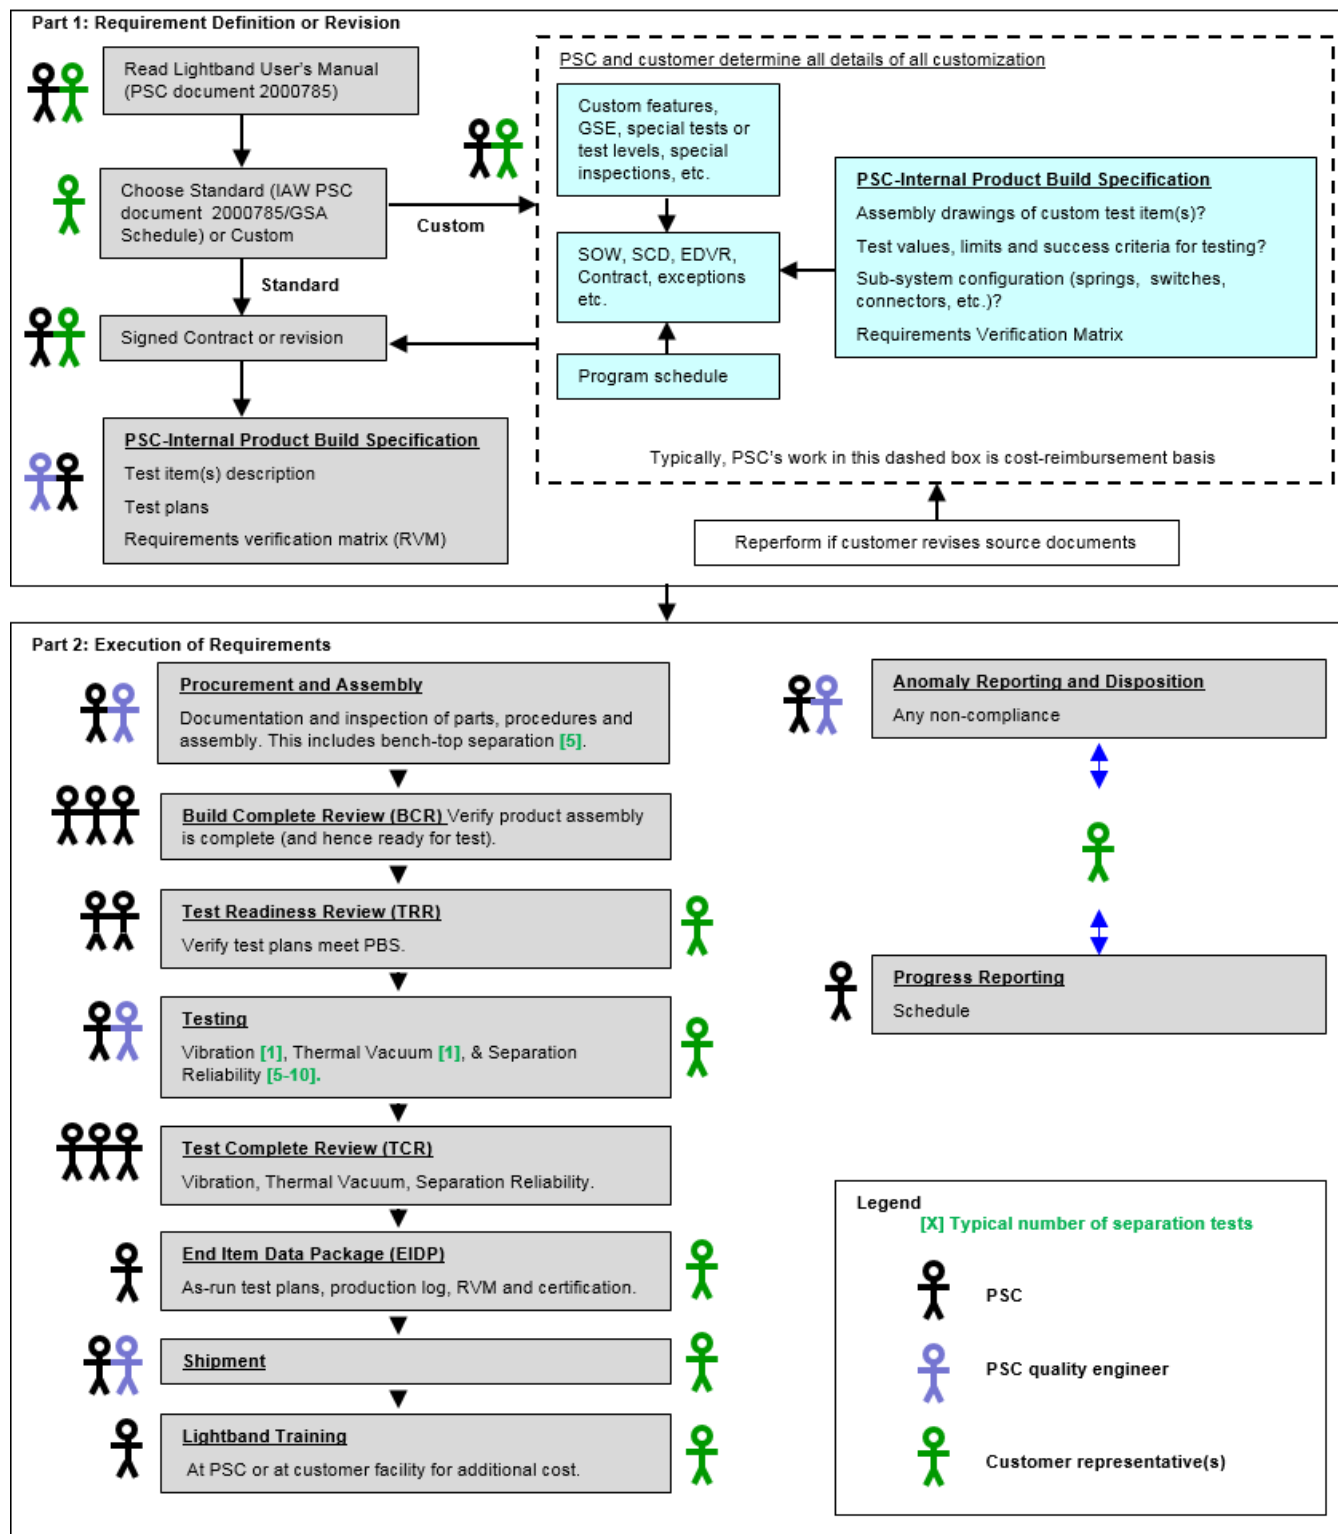 Part 1: Requirement Definition or Revision
Read Lightband User's Manual
(PSC document 2000785)
Choose Standard (IAW PSC
document 2000785/GSA
Schedule) or Custom
Custom
Standard
Signed Contract or revision
PSC-Internal Product Build Specification
Test item(s) description
Test plans
Requirements verification matrix (RVM)
PSC and customer determine all details of all customization
Custom features,
GSE, special tests or
test levels, special
inspections, etc.
SOW, SCD, EDVR,
Contract, exceptions
etc.
Program schedule
PSC-Internal Product Build Specification
Assembly drawings of custom test item(s)?
Test values, limits and success criteria for testing?
Sub-system configuration (springs, switches,
connectors, etc.)?
Requirements Verification Matrix
Typically, PSC's work in this dashed box is cost-reimbursement basis
Reperform if customer revises source documents
Part 2: Execution of Requirements
Procurement and Assembly
Documentation and inspection of parts, procedures and
assembly. This includes bench-top separation [5].
Build Complete Review (BCR) Verify product assembly
is complete (and hence ready for test).
Test Readiness Review (TRR)
Verify test plans meet PBS.
Testing
Vibration [1], Thermal Vacuum [1], & Separation
Reliability [5-10].
Test Complete Review (TCR)
Vibration, Thermal Vacuum, Separation Reliability.
End Item Data Package (EIDP)
As-run test plans, production log, RVM and certification.
Shipment
Lightband Training
At PSC or at customer facility for additional cost.
Anomaly Reporting and Disposition
Any non-compliance
Progress Reporting
Schedule
Legend
[X] Typical number of separation tests
PSC
PSC quality engineer
Customer representative(s)